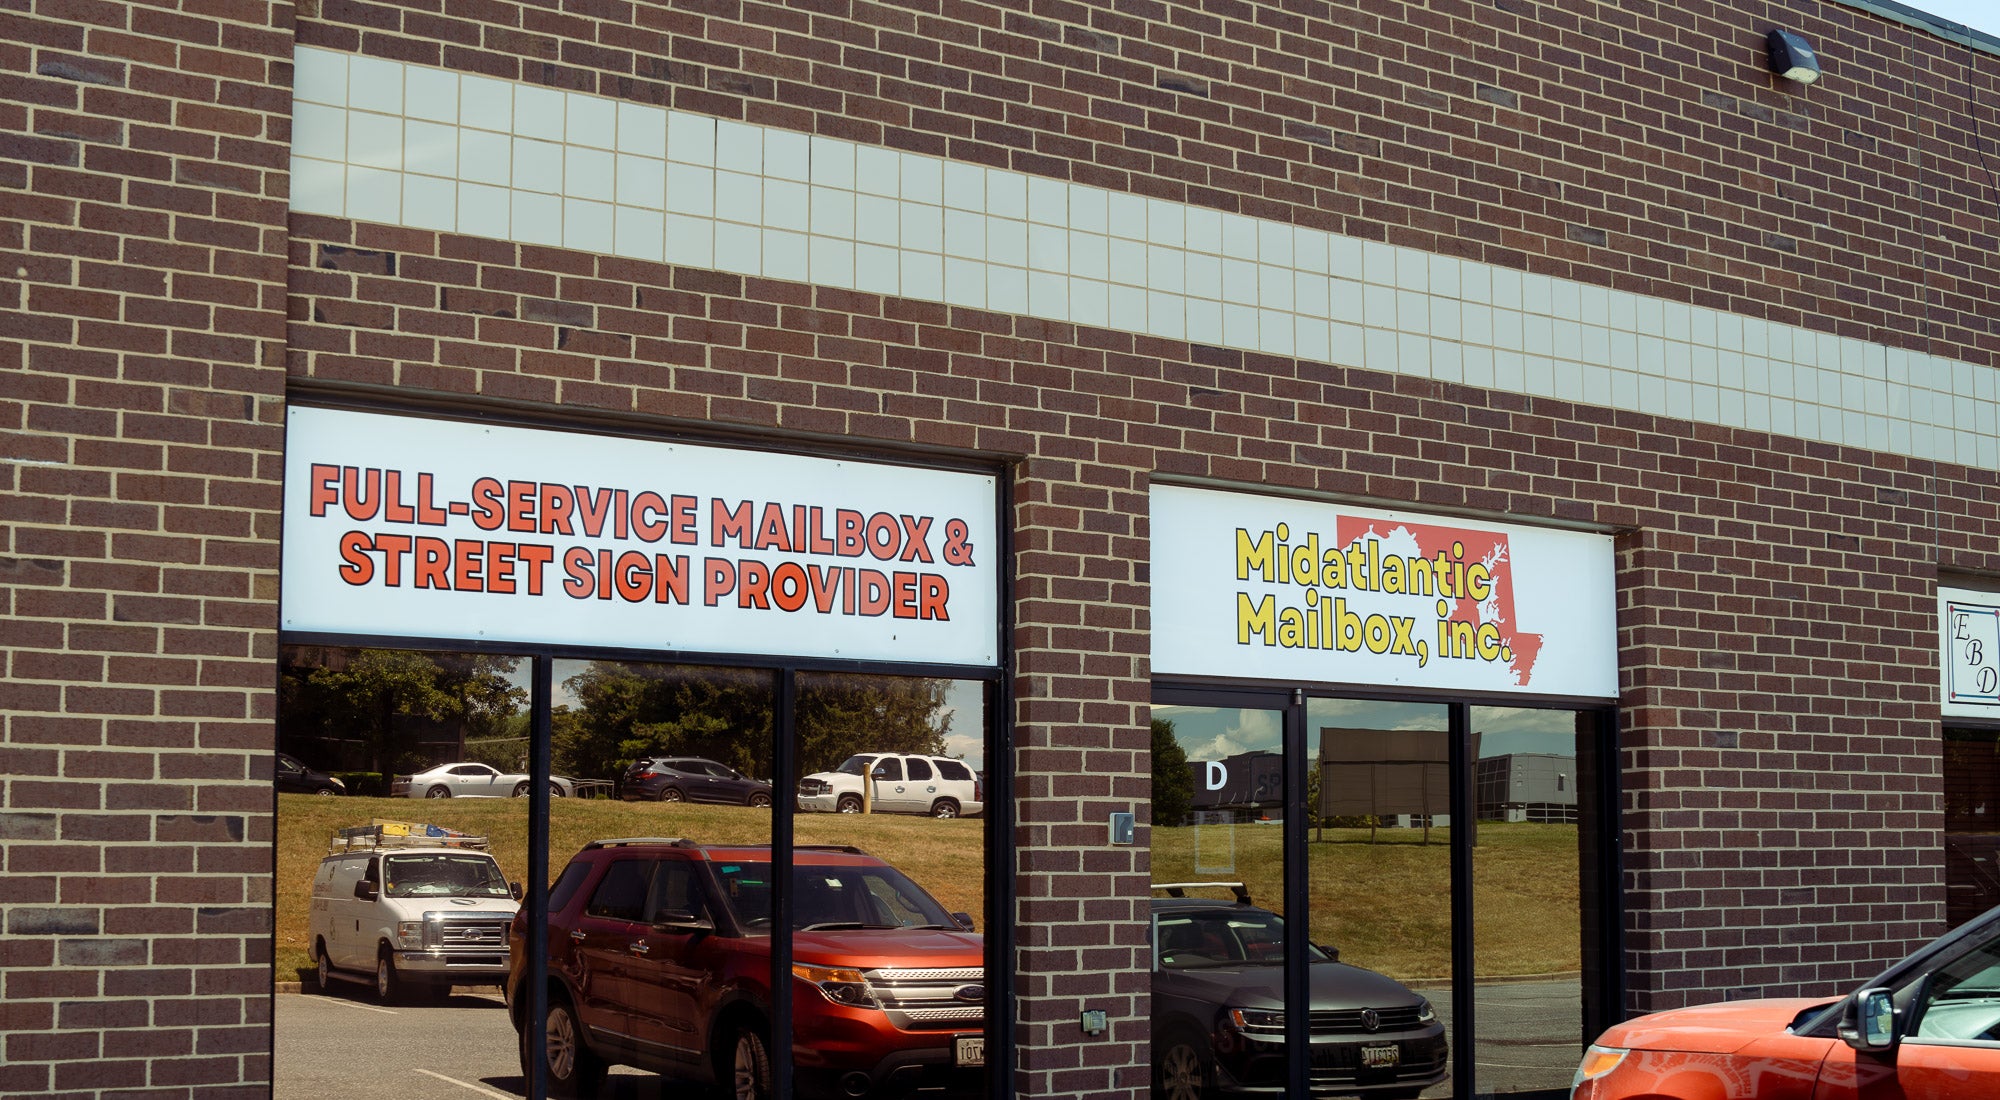 FULL-SERVICE MAILBOX &
STREET SIGN PROVIDER
Midatlantic
Mailbox, inc.
E
B
D
D